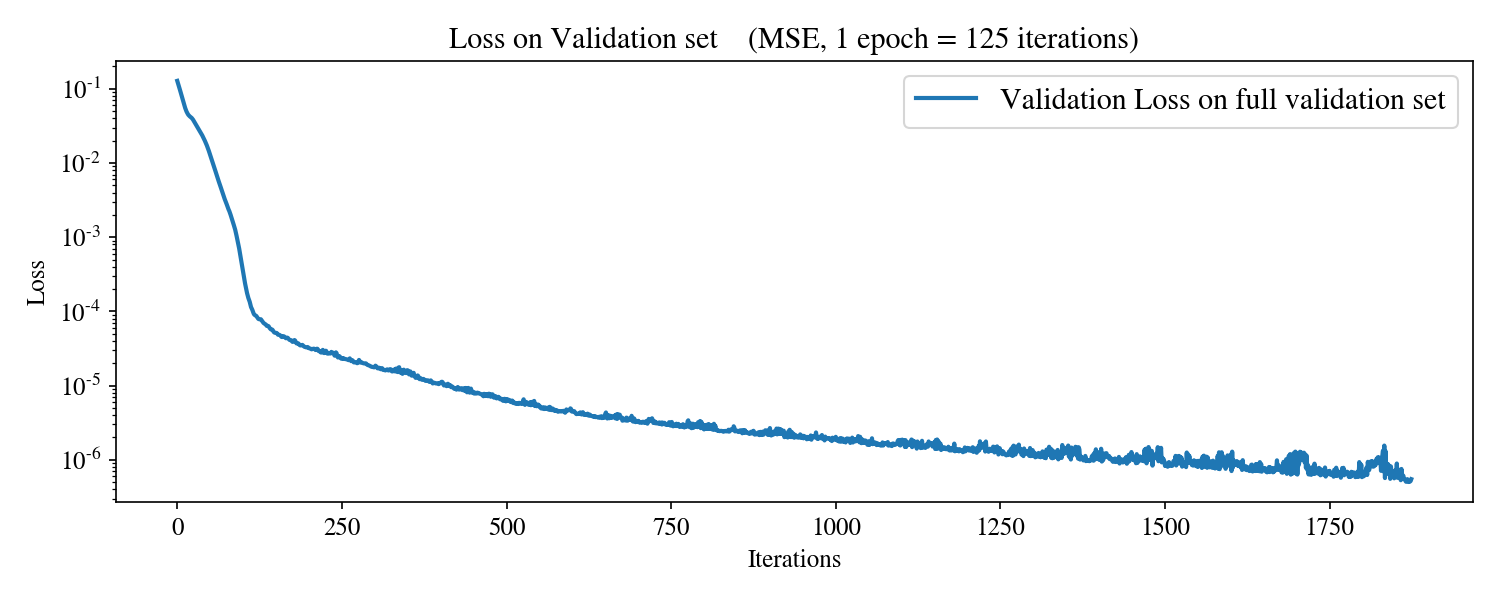 Loss on Validation set (MSE, 1 epoch = 125 iterations)
Validation Loss on full validation set
Loss
10^-1
10^-2
10^-3
10^-4
10^-5
10^-6
0 250 500 750 1000 1250 1500 1750
Iterations